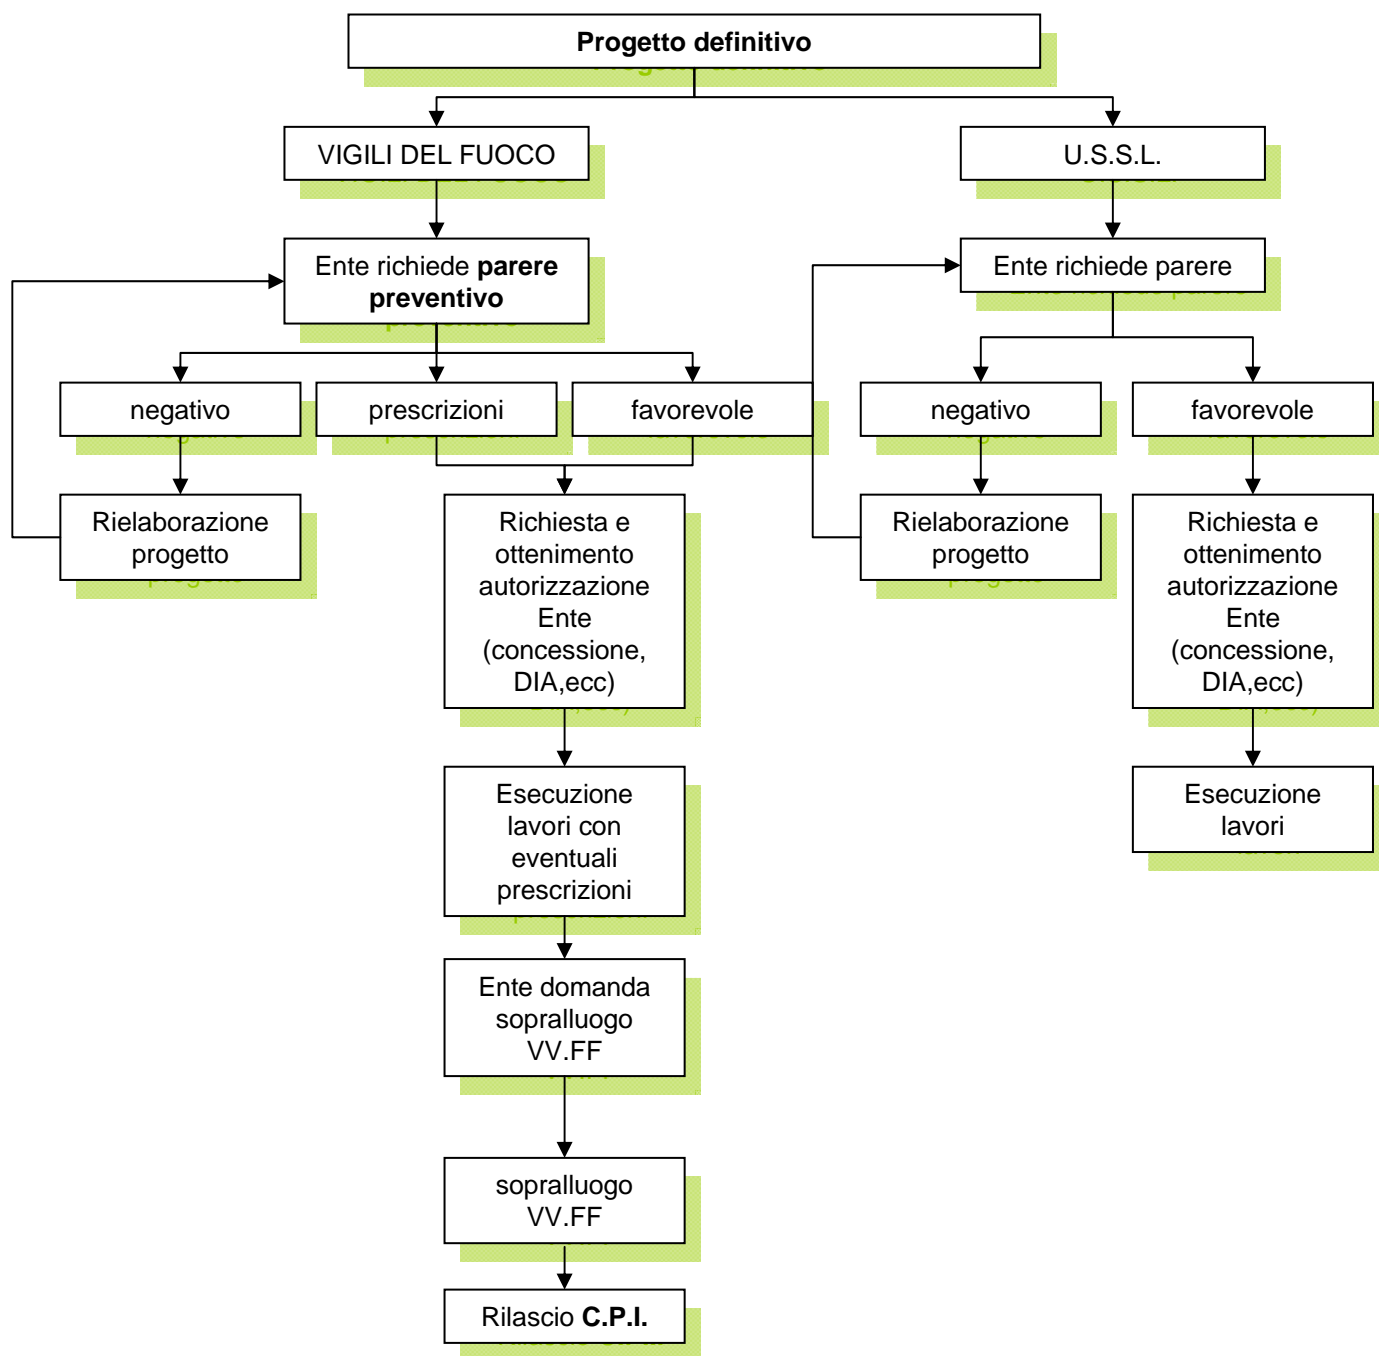 Progetto definitivo
VIGILI DEL FUOCO
U.S.S.L.
Ente richiede parere
preventivo
Ente richiede parere
negativo
prescrizioni
favorevole
negativo
favorevole
Rielaborazione
progetto
Richiesta e
ottenimento
autorizzazione
Ente
(concessione,
DIA,ecc)
Rielaborazione
progetto
Richiesta e
ottenimento
autorizzazione
Ente
(concessione,
DIA,ecc)
Esecuzione
lavori con
eventuali
prescrizioni
Esecuzione
lavori
Ente domanda
sopralluogo
VV.FF
sopralluogo
VV.FF
Rilascio C.P.I.